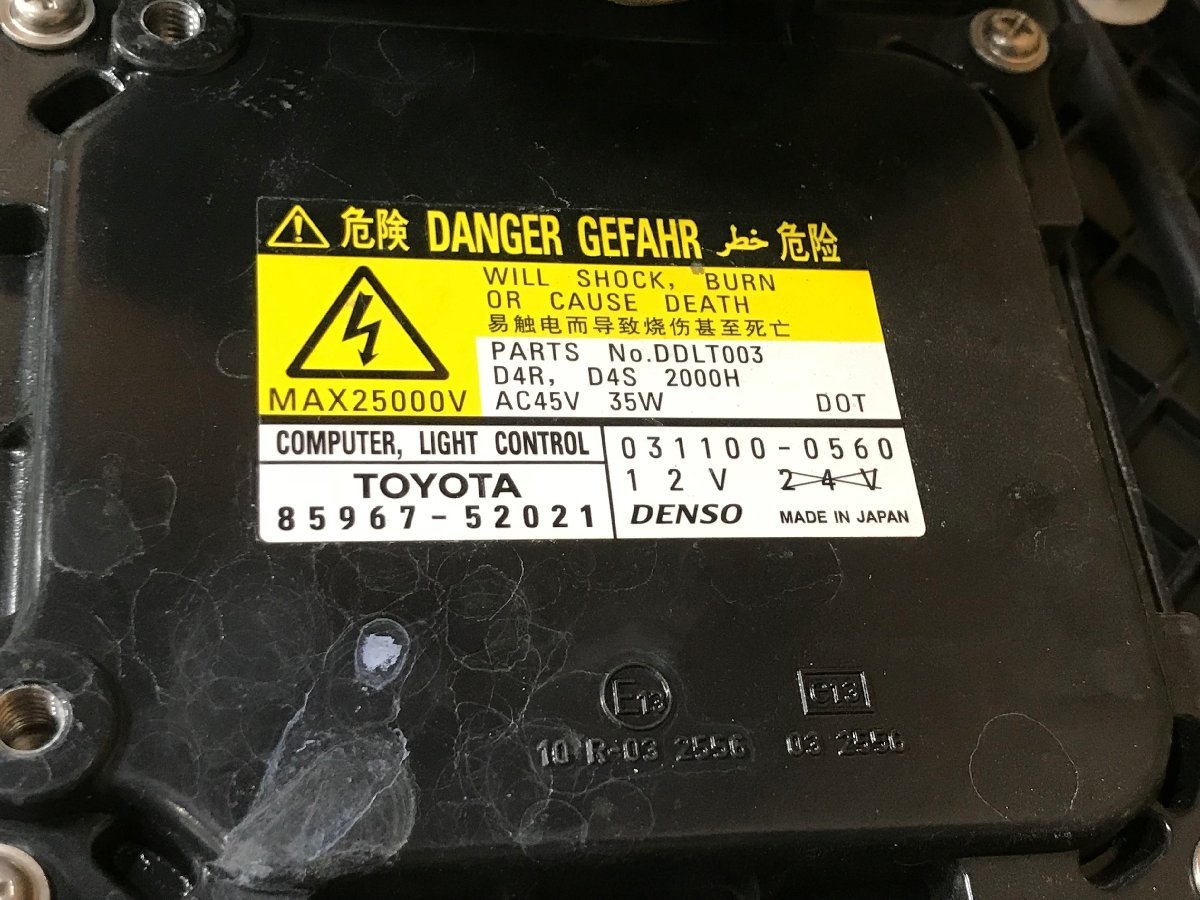 危険 DANGER GEFAHR خطر 危险
WILL SHOCK, BURN
OR CAUSE DEATH
易触电而导致烧伤甚至死亡
MAX25000V
PARTS No.DDLT003
D4R, D4S 2000H
AC45V 35W DOT
COMPUTER, LIGHT CONTROL
TOYOTA
85967-52021
031100-0560
12V 24V
DENSO MADE IN JAPAN
E13 e13
10 R-03 2556 03 2556